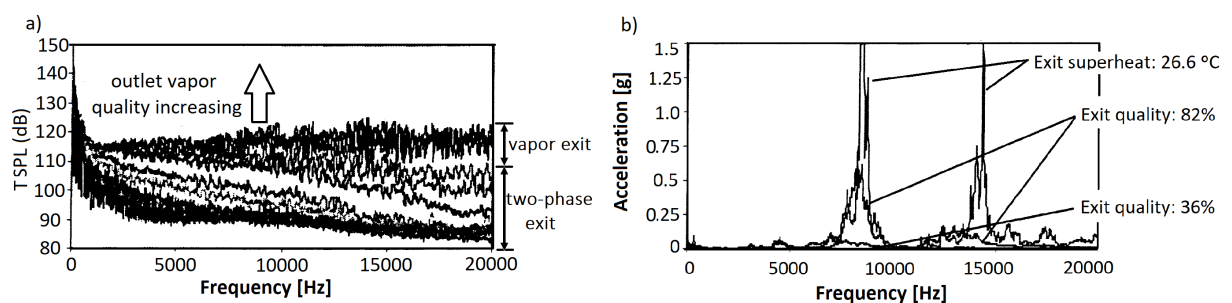 a)
150
140
130
120
110
100
90
80
TSPL (dB)
outlet vapor
quality increasing
vapor exit
two-phase
exit
0
5000
10000
15000
20000
Frequency [Hz]
b)
1.5
1.25
1.0
0.75
0.5
0.25
0
Acceleration [g]
Exit superheat: 26.6 ºC
Exit quality: 82%
Exit quality: 36%
0
5000
10000
15000
20000
Frequency [Hz]